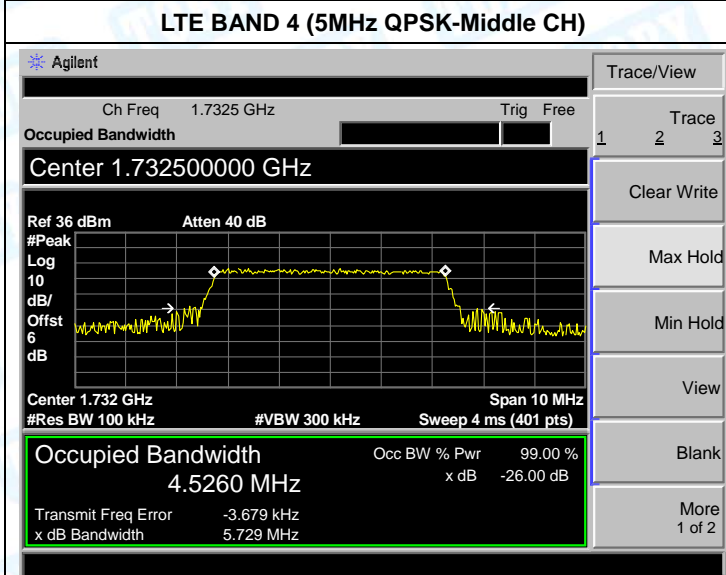 LTE BAND 4 (5MHz QPSK-Middle CH)
Agilent
Trace/View
Ch Freq 1.7325 GHz Trig Free
Occupied Bandwidth
Center 1.732500000 GHz
Ref 36 dBm Atten 40 dB
#Peak
Log
10
dB/
Offst
6
dB
Center 1.732 GHz Span 10 MHz
#Res BW 100 kHz #VBW 300 kHz Sweep 4 ms (401 pts)
Occupied Bandwidth Occ BW % Pwr 99.00 %
4.5260 MHz x dB -26.00 dB
Transmit Freq Error -3.679 kHz
x dB Bandwidth 5.729 MHz
Trace
1 2 3
Clear Write
Max Hold
Min Hold
View
Blank
More
1 of 2